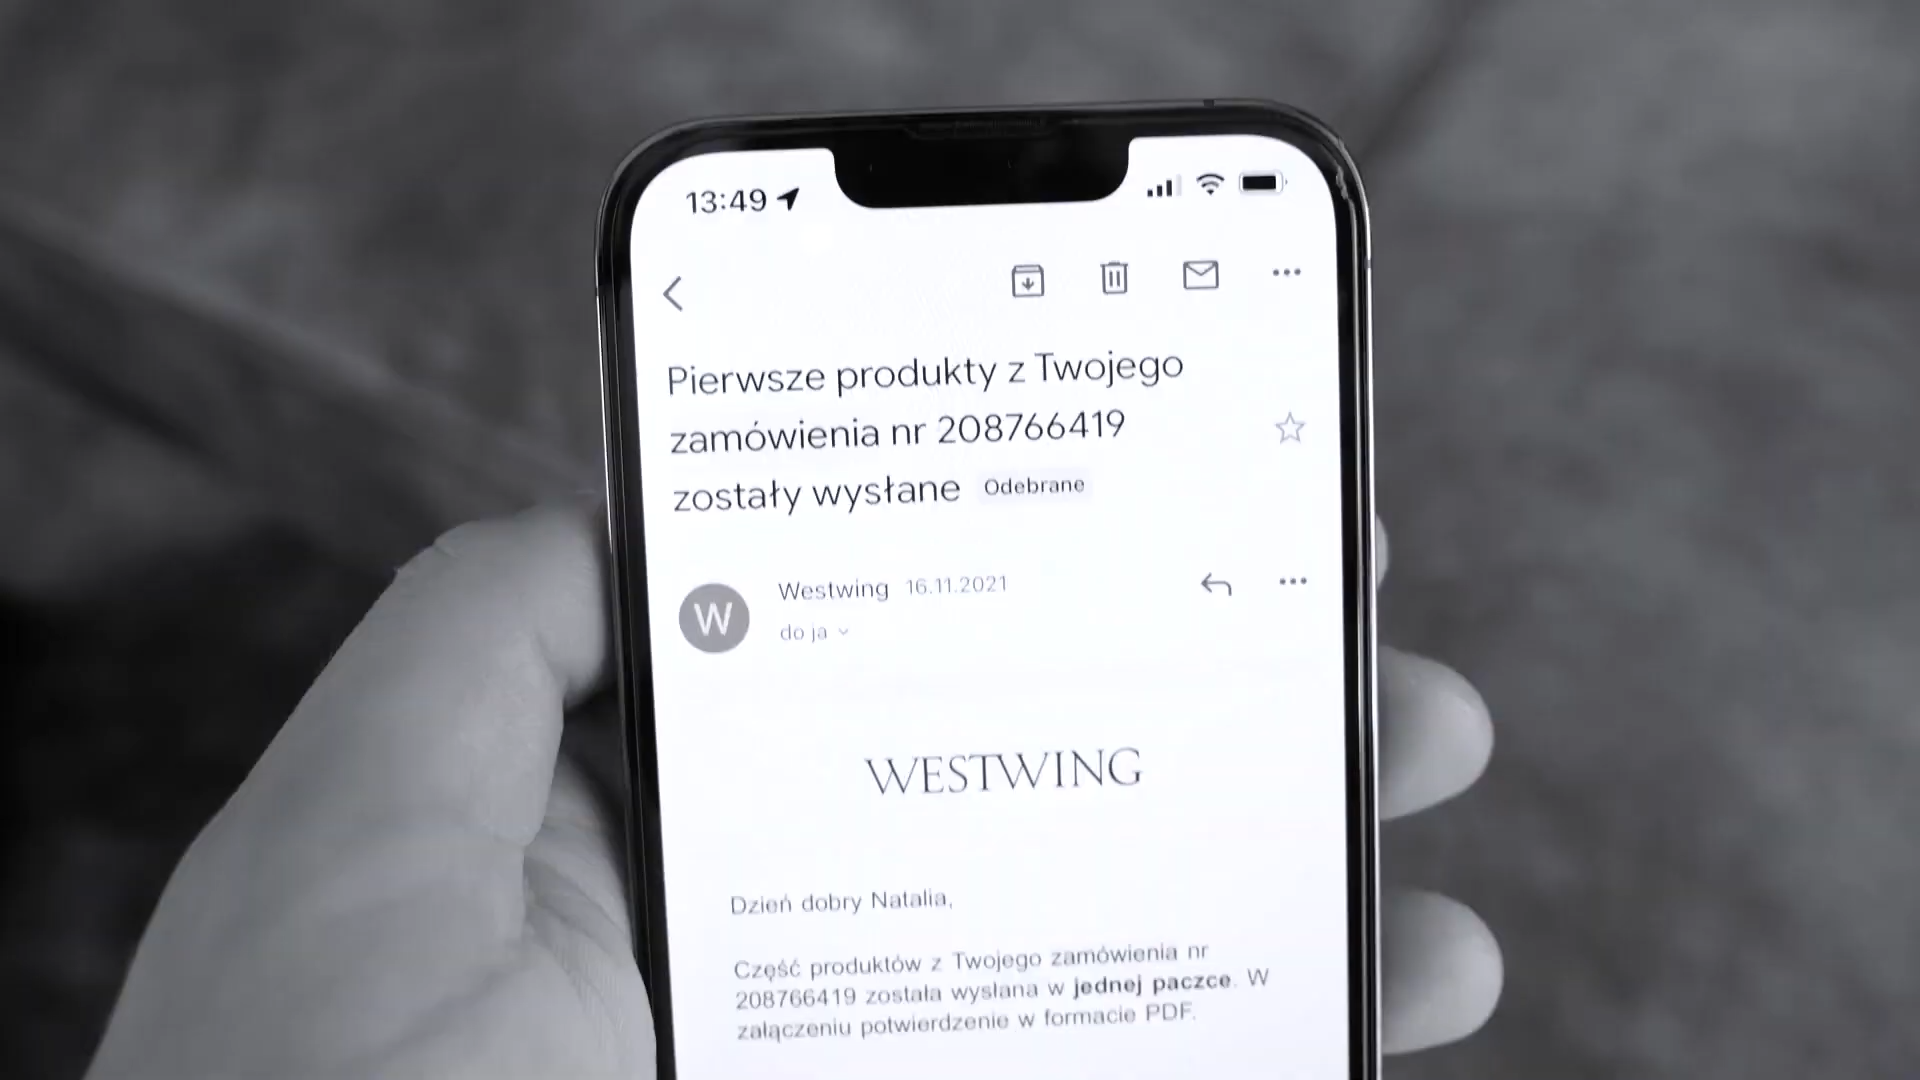 13:49
Pierwsze produkty z Twojego
zamówienia nr 208766419
zostały wysłane Odebrane
W
Westwing 16.11.2021
do ja
WESTWING
Dzień dobry Natalia,
Część produktów z Twojego zamówienia nr
208766419 została wysłana w jednej paczce. W
załączeniu potwierdzenie w formacie PDF.